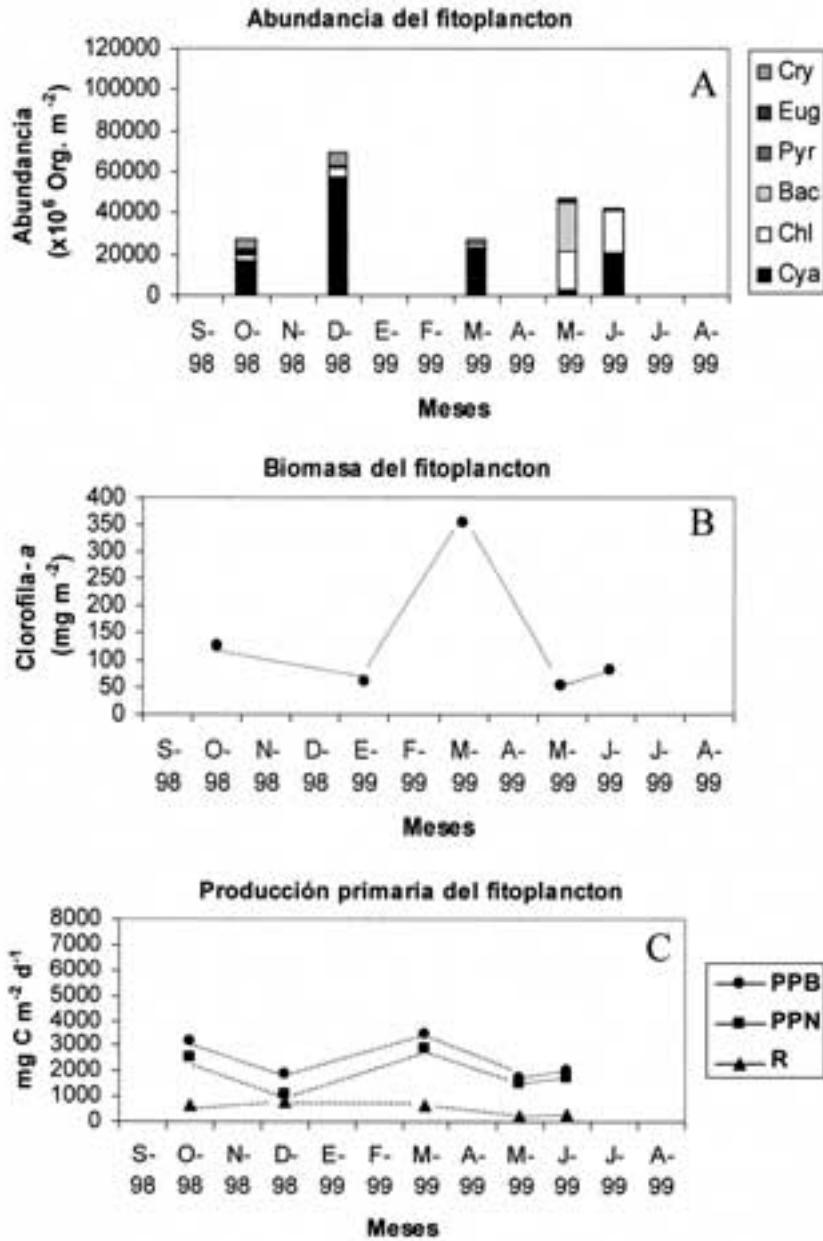 Abundancia del fitoplancton
120000
100000
80000
60000
40000
20000
0
Abundancia
(x10⁶ Org. m⁻²)
A
Cry
Eug
Pyr
Bac
Chl
Cya
S- O- N- D- E- F- M- A- M- J- J- A-
98 98 98 98 99 99 99 99 99 99 99 99
Meses
Biomasa del fitoplancton
400
350
300
250
200
150
100
50
0
Clorofila-a
(mg m⁻²)
B
S- O- N- D- E- F- M- A- M- J- J- A-
98 98 98 98 99 99 99 99 99 99 99 99
Meses
Producción primaria del fitoplancton
8000
7000
6000
5000
4000
3000
2000
1000
0
mg C m⁻² d⁻¹
C
PPB
PPN
R
S- O- N- D- E- F- M- A- M- J- J- A-
98 98 98 98 99 99 99 99 99 99 99 99
Meses